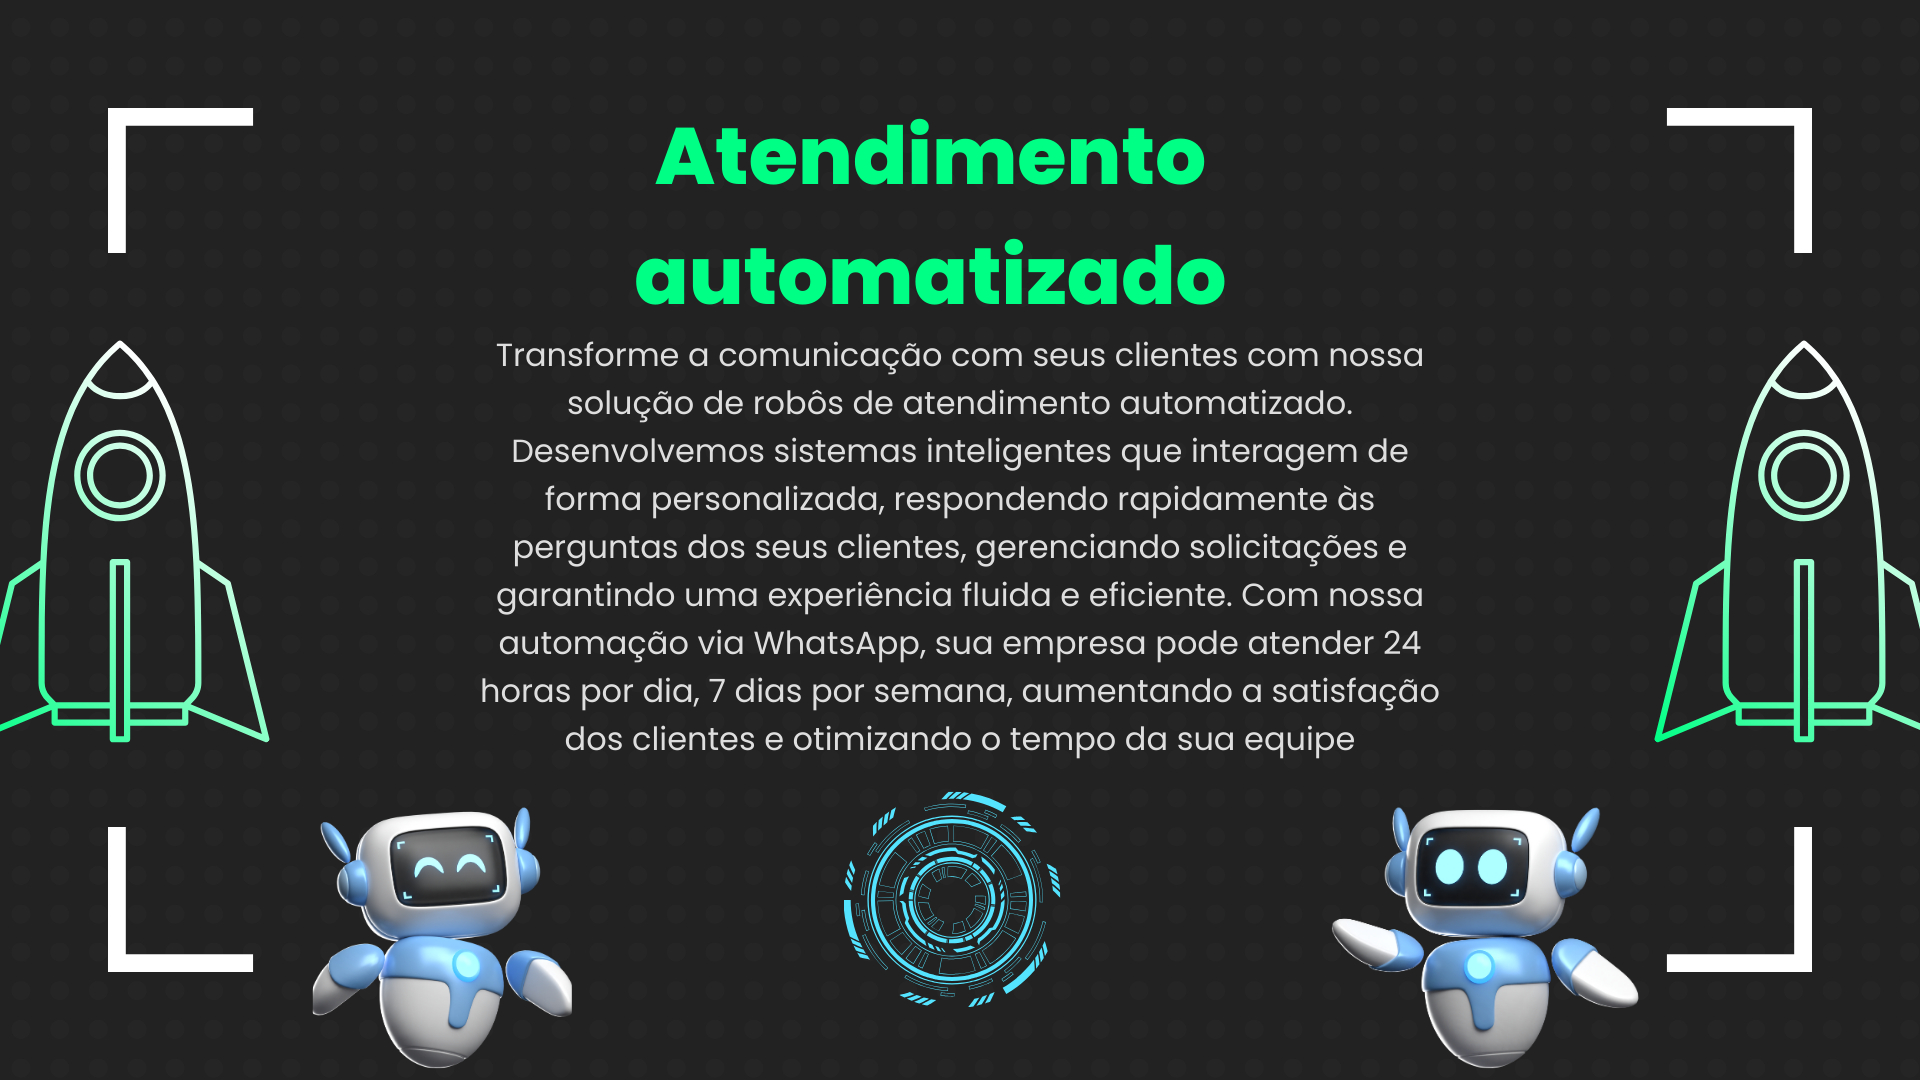 Atendimento
automatizado
Transforme a comunicação com seus clientes com nossa
solução de robôs de atendimento automatizado.
Desenvolvemos sistemas inteligentes que interagem de
forma personalizada, respondendo rapidamente às
perguntas dos seus clientes, gerenciando solicitações e
garantindo uma experiência fluida e eficiente. Com nossa
automação via WhatsApp, sua empresa pode atender 24
horas por dia, 7 dias por semana, aumentando a satisfação
dos clientes e otimizando o tempo da sua equipe